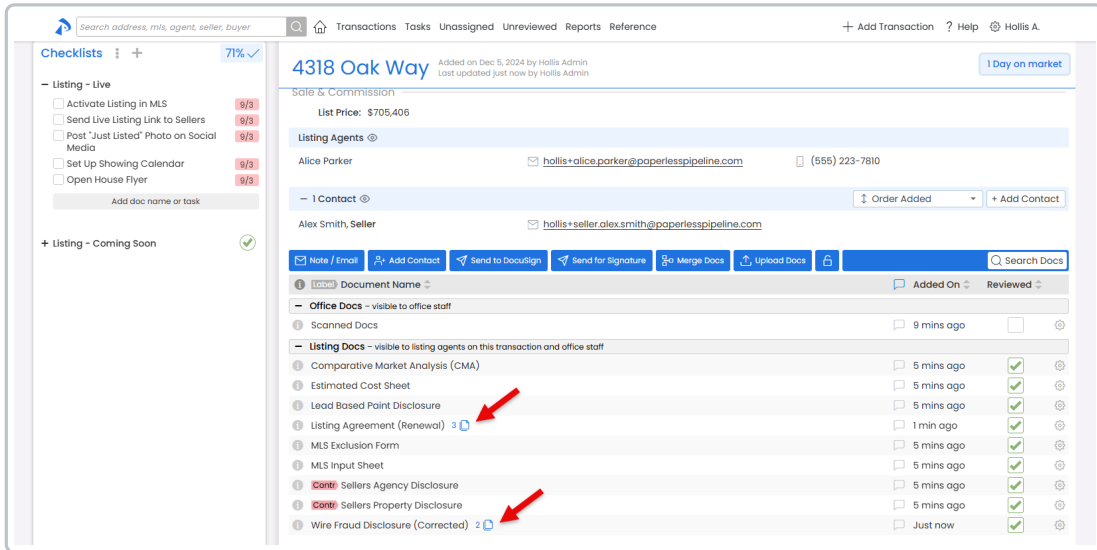 Search address, mls, agent, seller, buyer
Transactions Tasks Unassigned Unreviewed Reports Reference
+ Add Transaction ? Help Hollis A.
Checklists 71%
− Listing - Live
Activate Listing in MLS 9/3
Send Live Listing Link to Sellers 9/3
Post "Just Listed" Photo on Social 9/3
Media
Set Up Showing Calendar 9/3
Open House Flyer 9/3
Add doc name or task
+ Listing - Coming Soon
4318 Oak Way
Added on Dec 5, 2024 by Hollis Admin
Last updated just now by Hollis Admin
1 Day on market
Sale & Commission
List Price: $705,406
Listing Agents
Alice Parker hollis+alice.parker@paperlesspipeline.com (555) 223-7810
− 1 Contact Order Added + Add Contact
Alex Smith, Seller hollis+seller.alex.smith@paperlesspipeline.com
Note / Email Add Contact Send to DocuSign Send for Signature Merge Docs Upload Docs Search Docs
Label Document Name Added On Reviewed
− Office Docs - visible to office staff
Scanned Docs 9 mins ago
− Listing Docs - visible to listing agents on this transaction and office staff
Comparative Market Analysis (CMA) 5 mins ago
Estimated Cost Sheet 5 mins ago
Lead Based Paint Disclosure 5 mins ago
Listing Agreement (Renewal) 3 1 min ago
MLS Exclusion Form 5 mins ago
MLS Input Sheet 5 mins ago
Contr Sellers Agency Disclosure 5 mins ago
Contr Sellers Property Disclosure 5 mins ago
Wire Fraud Disclosure (Corrected) 2 Just now